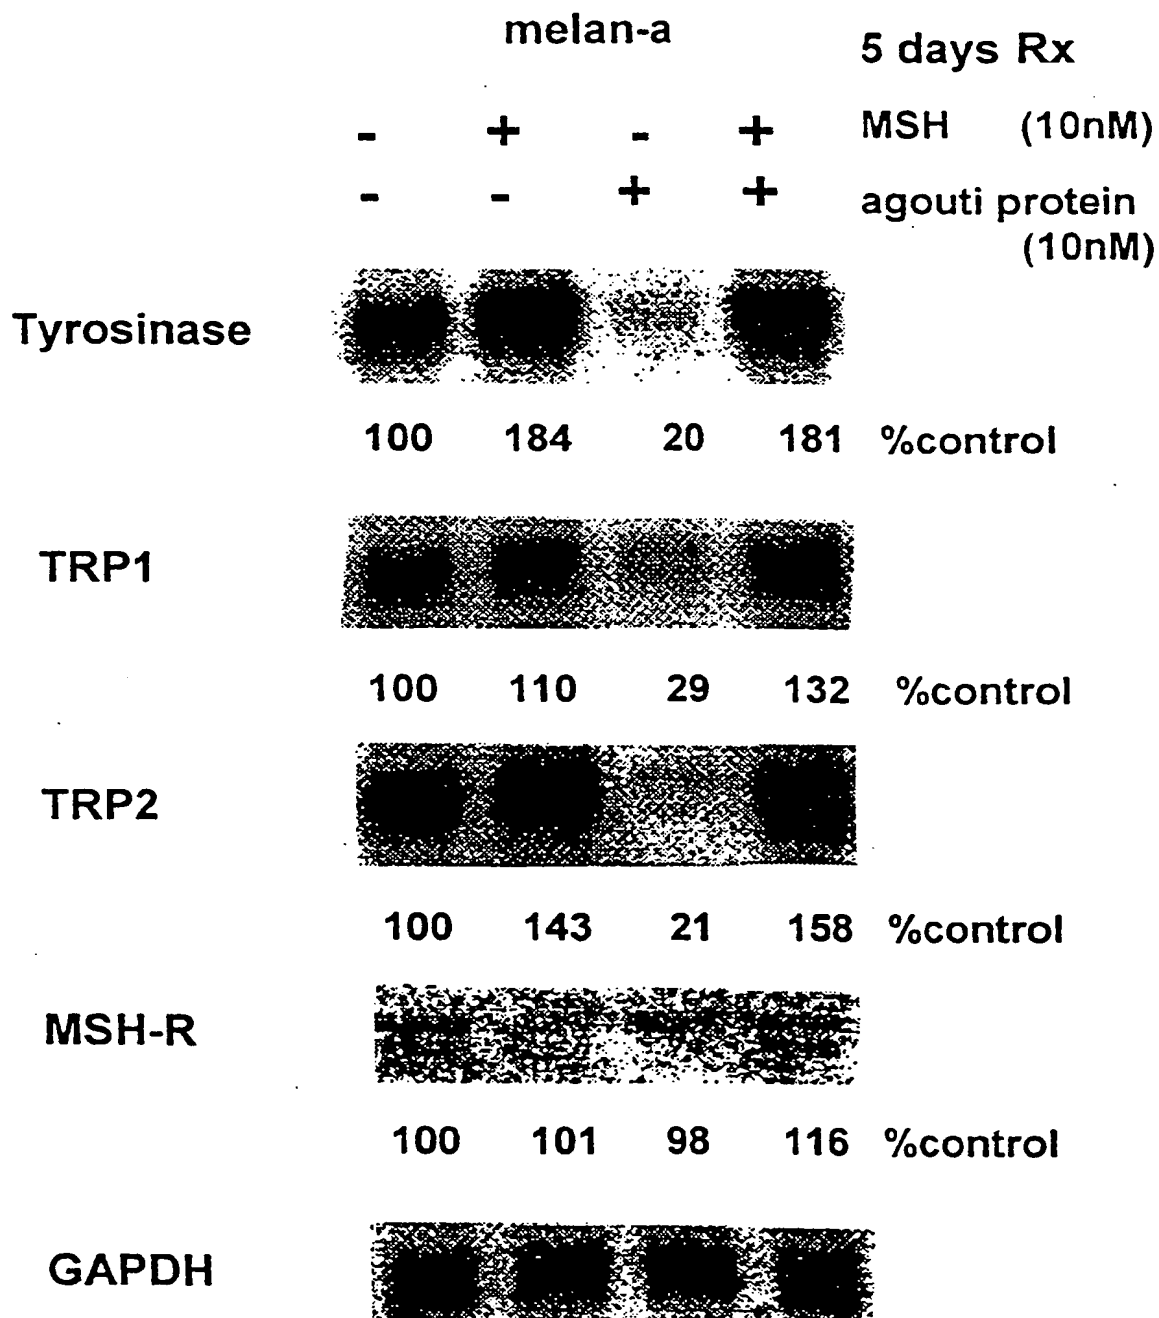 melan-a
5 days Rx
- + - + MSH (10nM)
- - + + agouti protein
(10nM)
Tyrosinase
100 184 20 181 %control
TRP1
100 110 29 132 %control
TRP2
100 143 21 158 %control
MSH-R
100 101 98 116 %control
GAPDH